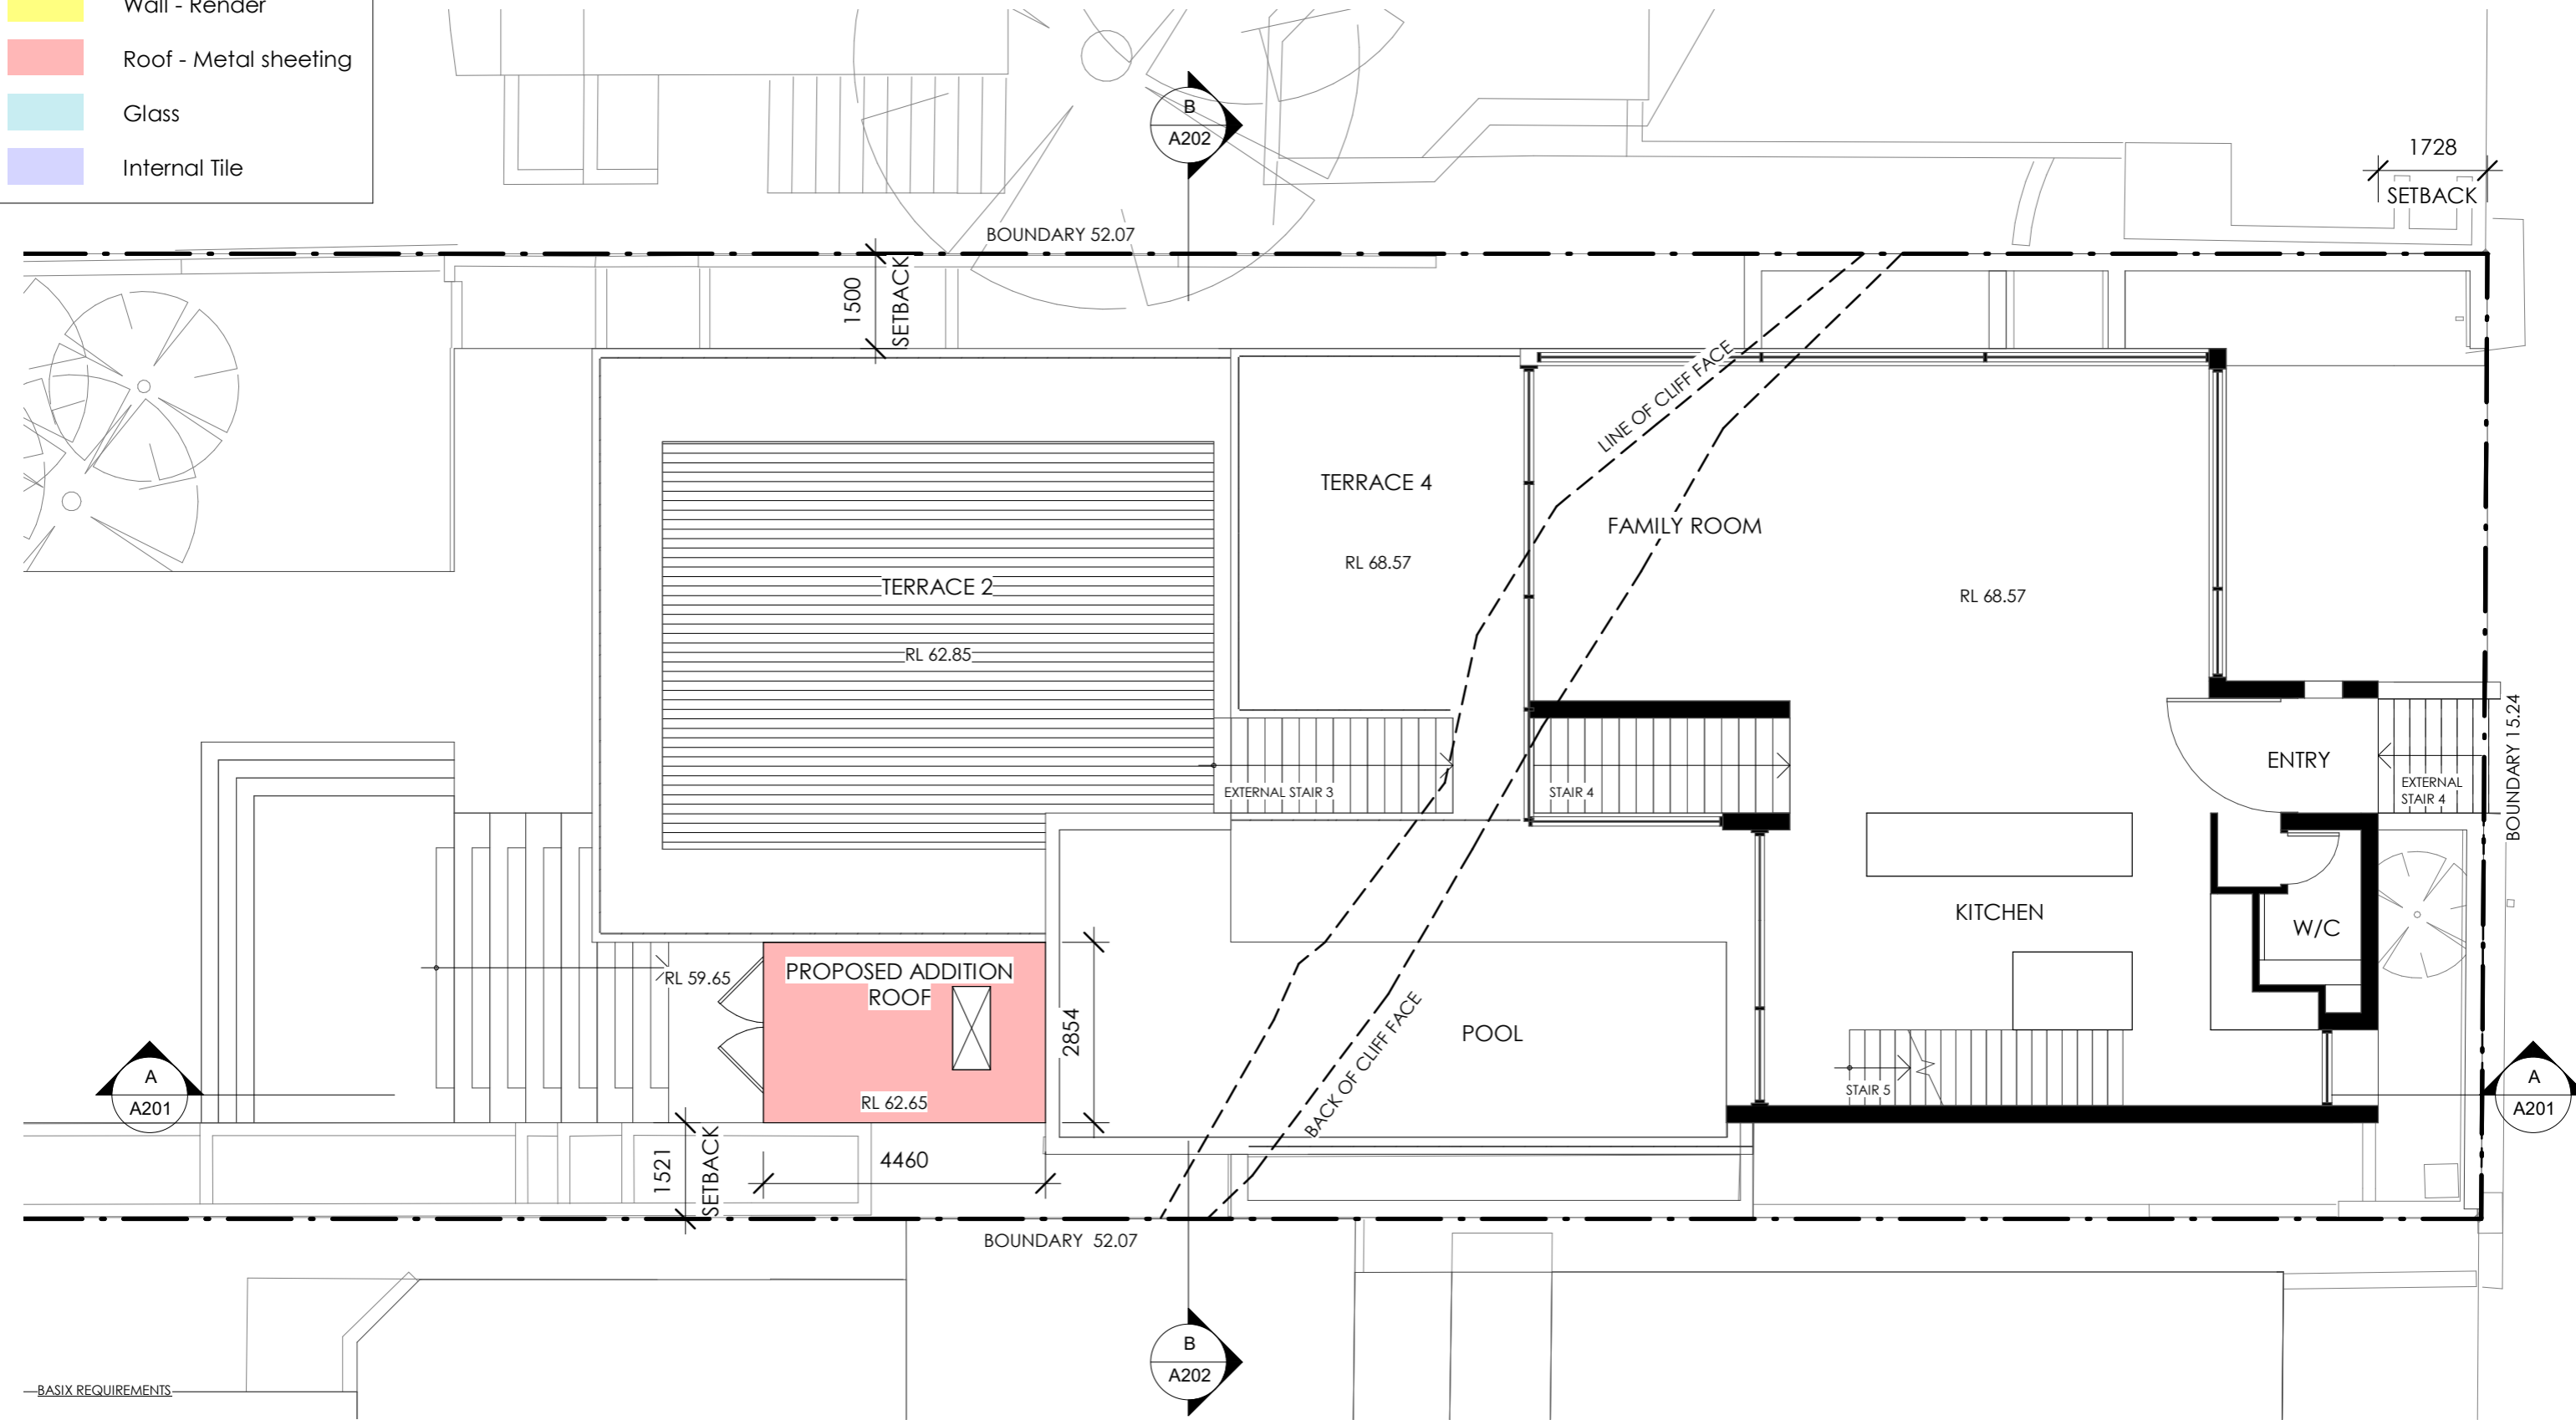 Wall - Render
Roof - Metal sheeting
Glass
Internal Tile
B
A202
1728
SETBACK
BOUNDARY 52.07
1500
SETBACK
LINE OF CLIFF FACE
TERRACE 4
RL 68.57
FAMILY ROOM
RL 68.57
TERRACE 2
RL 62.85
EXTERNAL STAIR 3
STAIR 4
ENTRY
EXTERNAL
STAIR 4
BOUNDARY 15.24
KITCHEN
W/C
RL 59.65
PROPOSED ADDITION
ROOF
RL 62.65
2854
POOL
BACK OF CLIFF FACE
STAIR 5
A
A201
A
A201
1521
SETBACK
4460
BOUNDARY 52.07
B
A202
BASIX REQUIREMENTS